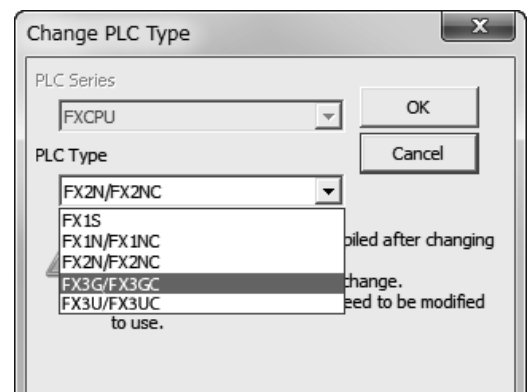 Change PLC Type
x
PLC Series
FXCPU
OK
PLC Type
Cancel
FX2N/FX2NC
FX1S
FX1N/FX1NC
piled after changing
FX2N/FX2NC
FX3G/FX3GC
change.
FX3U/FX3UC
eed to be modified
to use.